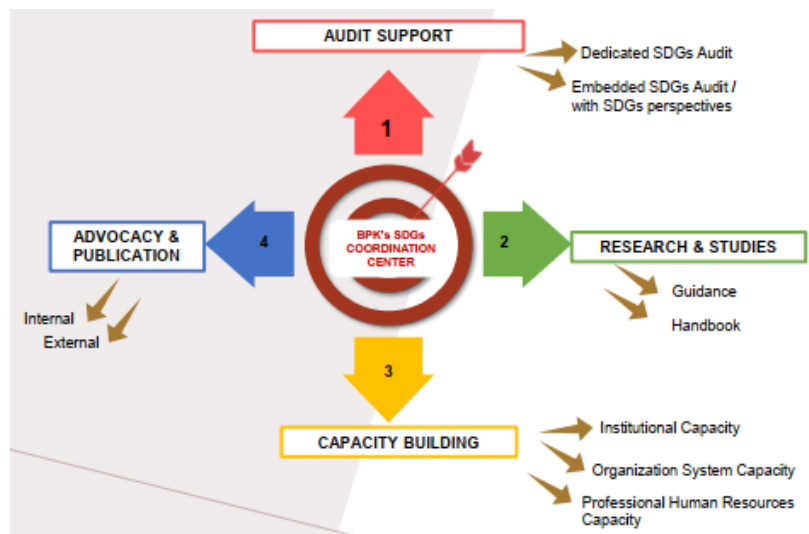 AUDIT SUPPORT
Dedicated SDGs Audit
Embedded SDGs Audit /
with SDGs perspectives
1
BPK's SDGs
COORDINATION
CENTER
2
RESEARCH & STUDIES
Guidance
Handbook
3
CAPACITY BUILDING
Institutional Capacity
Organization System Capacity
Professional Human Resources
Capacity
4
ADVOCACY &
PUBLICATION
Internal
External